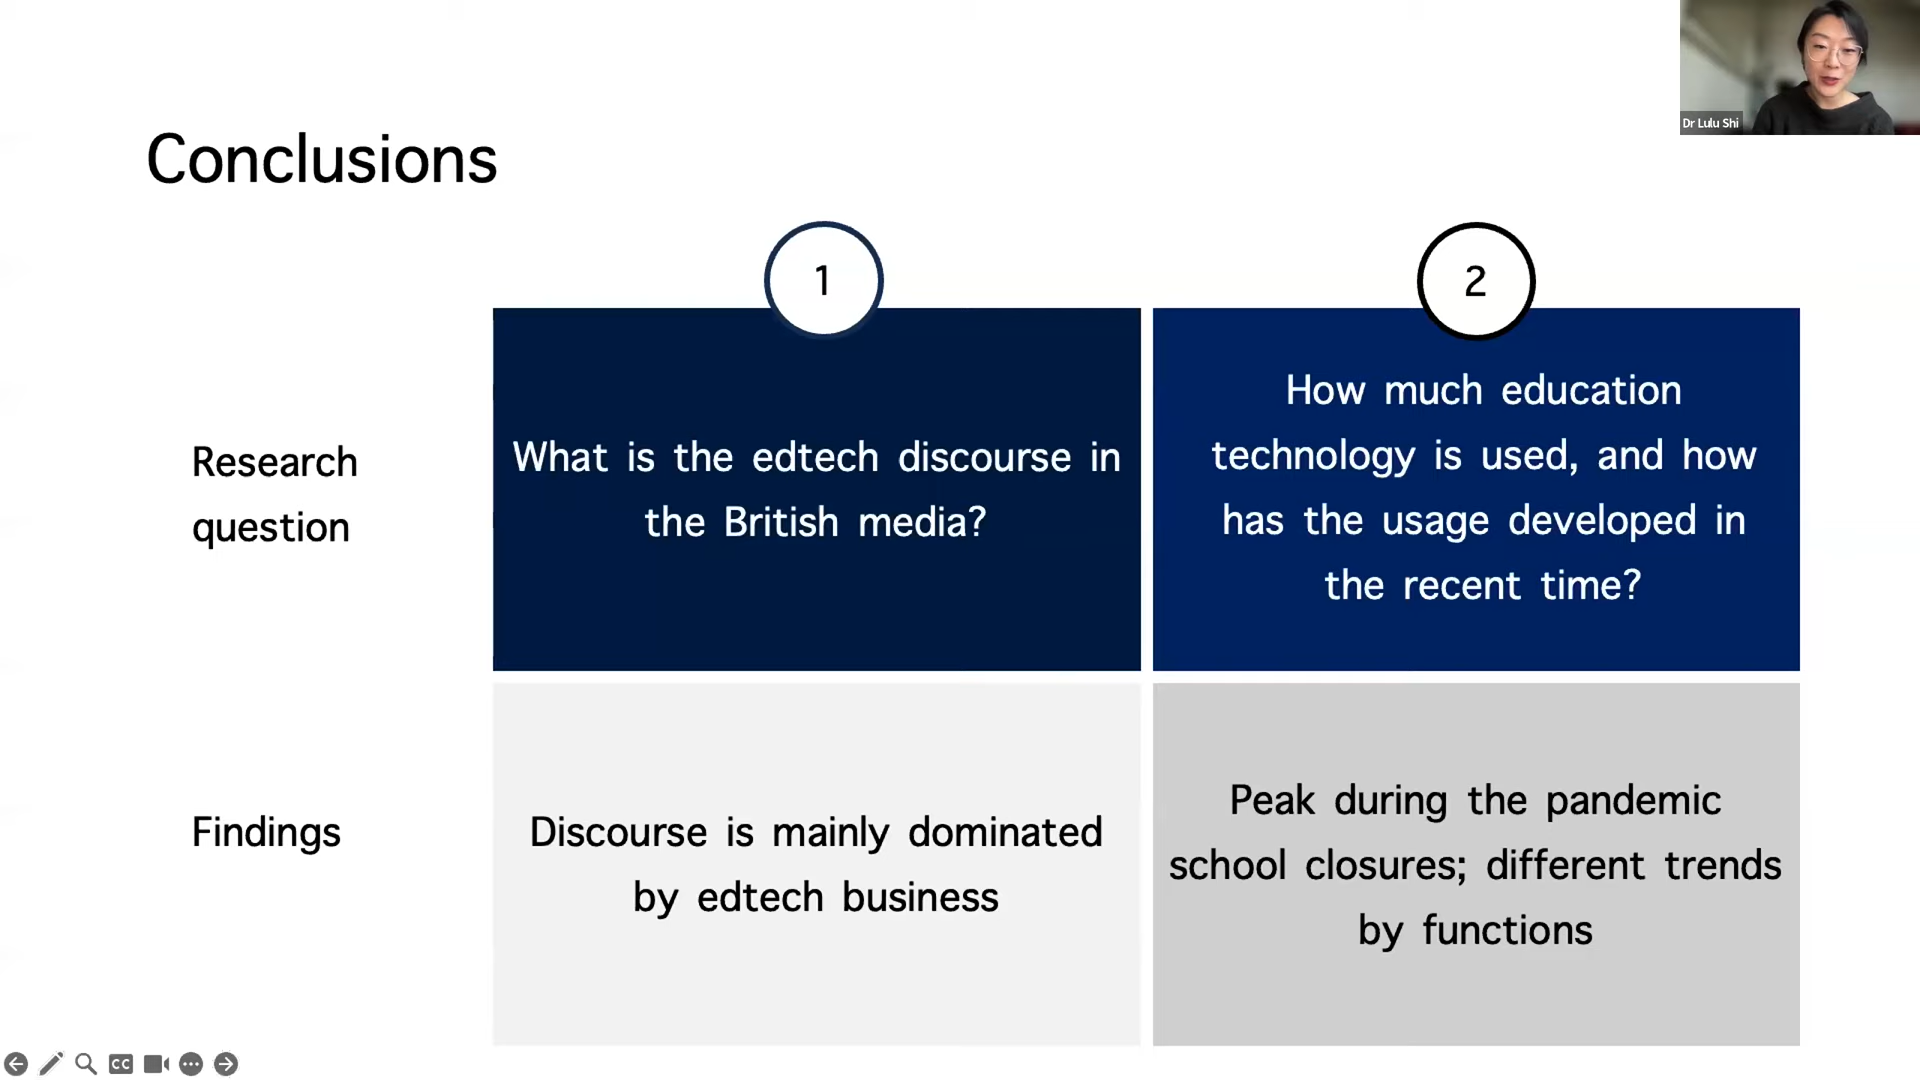 Dr Lulu Shi
Conclusions
1
2
Research
question
What is the edtech discourse in
the British media?
How much education
technology is used, and how
has the usage developed in
the recent time?
Findings
Discourse is mainly dominated
by edtech business
Peak during the pandemic
school closures; different trends
by functions
CC